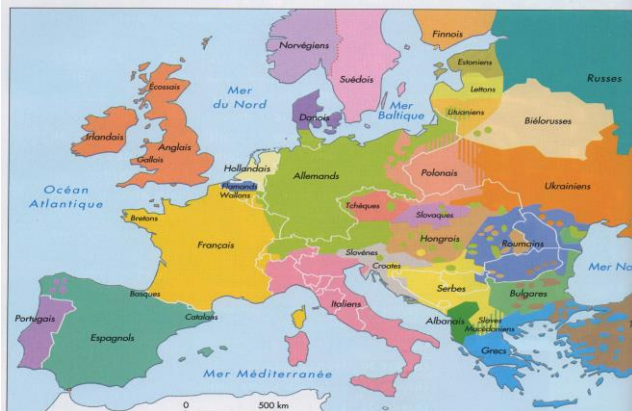 Finnois
Norvégiens
Suédois
Estoniens
Russes
Ecossais
Mer
du Nord
Lettons
Mer
Baltique
Lituaniens
Danois
Biélorusses
Irlandais
Anglais
Gallois
Hollandais
Allemands
Polonais
Flamands
Wallons
Ukrainiens
Océan
Atlantique
Tchèques
Bretons
Slovaques
Français
Hongrois
Roumains
Slovènes
Croates
Mer No
Basques
Serbes
Bulgares
Italiens
Portugais
Catalans
Albanais
Slaves
Macédoniens
Espagnols
Grecs
Mer Méditerranée
0 500 km